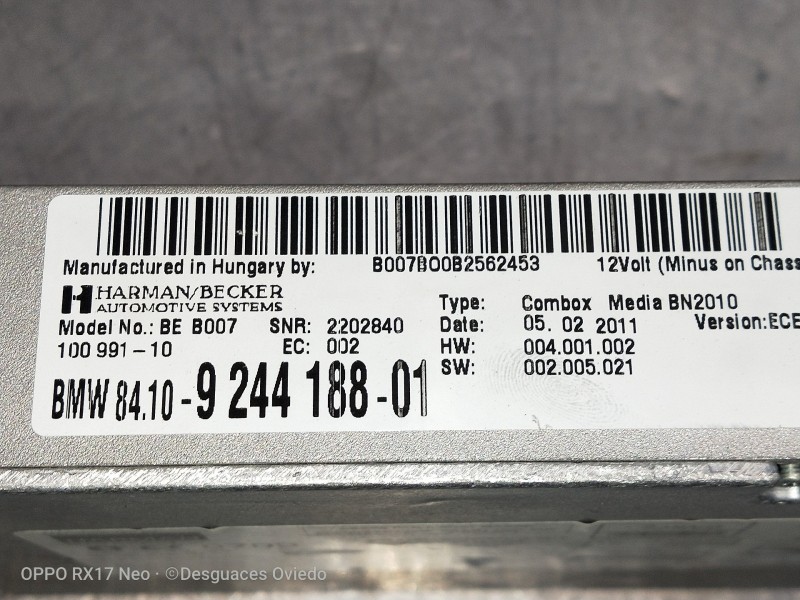 Manufactured in Hungary by: B007BO0B2562453 12Volt (Minus on Chass
HARMAN/BECKER
AUTOMOTIVE SYSTEMS
Model No.: BE B007 SNR: 2202840
100 991-10 EC: 002
BMW 84.10-9 244 188-01
Type: Combox Media BN2010
Date: 05. 02 2011 Version:ECE
HW: 004.001.002
SW: 002.005.021
OPPO RX17 Neo · ©Desguaces Oviedo